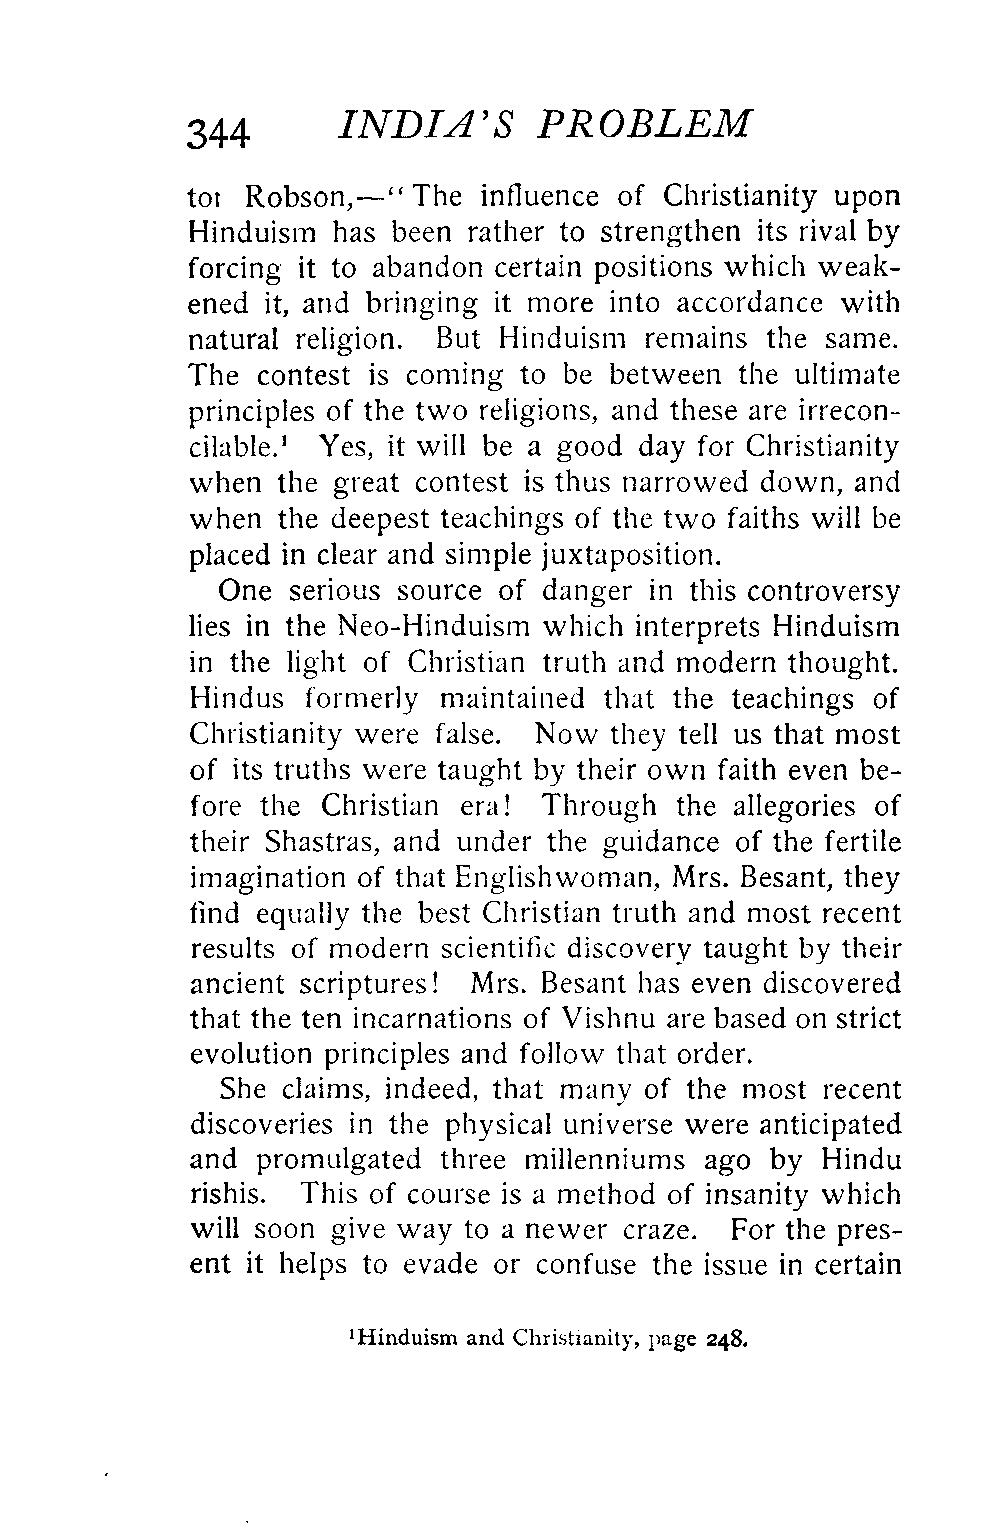 344 INDIA'S PROBLEM
tor Robson,—“ The influence of Christianity upon
Hinduism has been rather to strengthen its rival by
forcing it to abandon certain positions which weak-
ened it, and bringing it more into accordance with
natural religion. But Hinduism remains the same.
The contest is coming to be between the ultimate
principles of the two religions, and these are irrecon-
cilable.¹ Yes, it will be a good day for Christianity
when the great contest is thus narrowed down, and
when the deepest teachings of the two faiths will be
placed in clear and simple juxtaposition.
One serious source of danger in this controversy
lies in the Neo-Hinduism which interprets Hinduism
in the light of Christian truth and modern thought.
Hindus formerly maintained that the teachings of
Christianity were false. Now they tell us that most
of its truths were taught by their own faith even be-
fore the Christian era! Through the allegories of
their Shastras, and under the guidance of the fertile
imagination of that Englishwoman, Mrs. Besant, they
find equally the best Christian truth and most recent
results of modern scientific discovery taught by their
ancient scriptures! Mrs. Besant has even discovered
that the ten incarnations of Vishnu are based on strict
evolution principles and follow that order.
She claims, indeed, that many of the most recent
discoveries in the physical universe were anticipated
and promulgated three millenniums ago by Hindu
rishis. This of course is a method of insanity which
will soon give way to a newer craze. For the pres-
ent it helps to evade or confuse the issue in certain
¹Hinduism and Christianity, page 248.